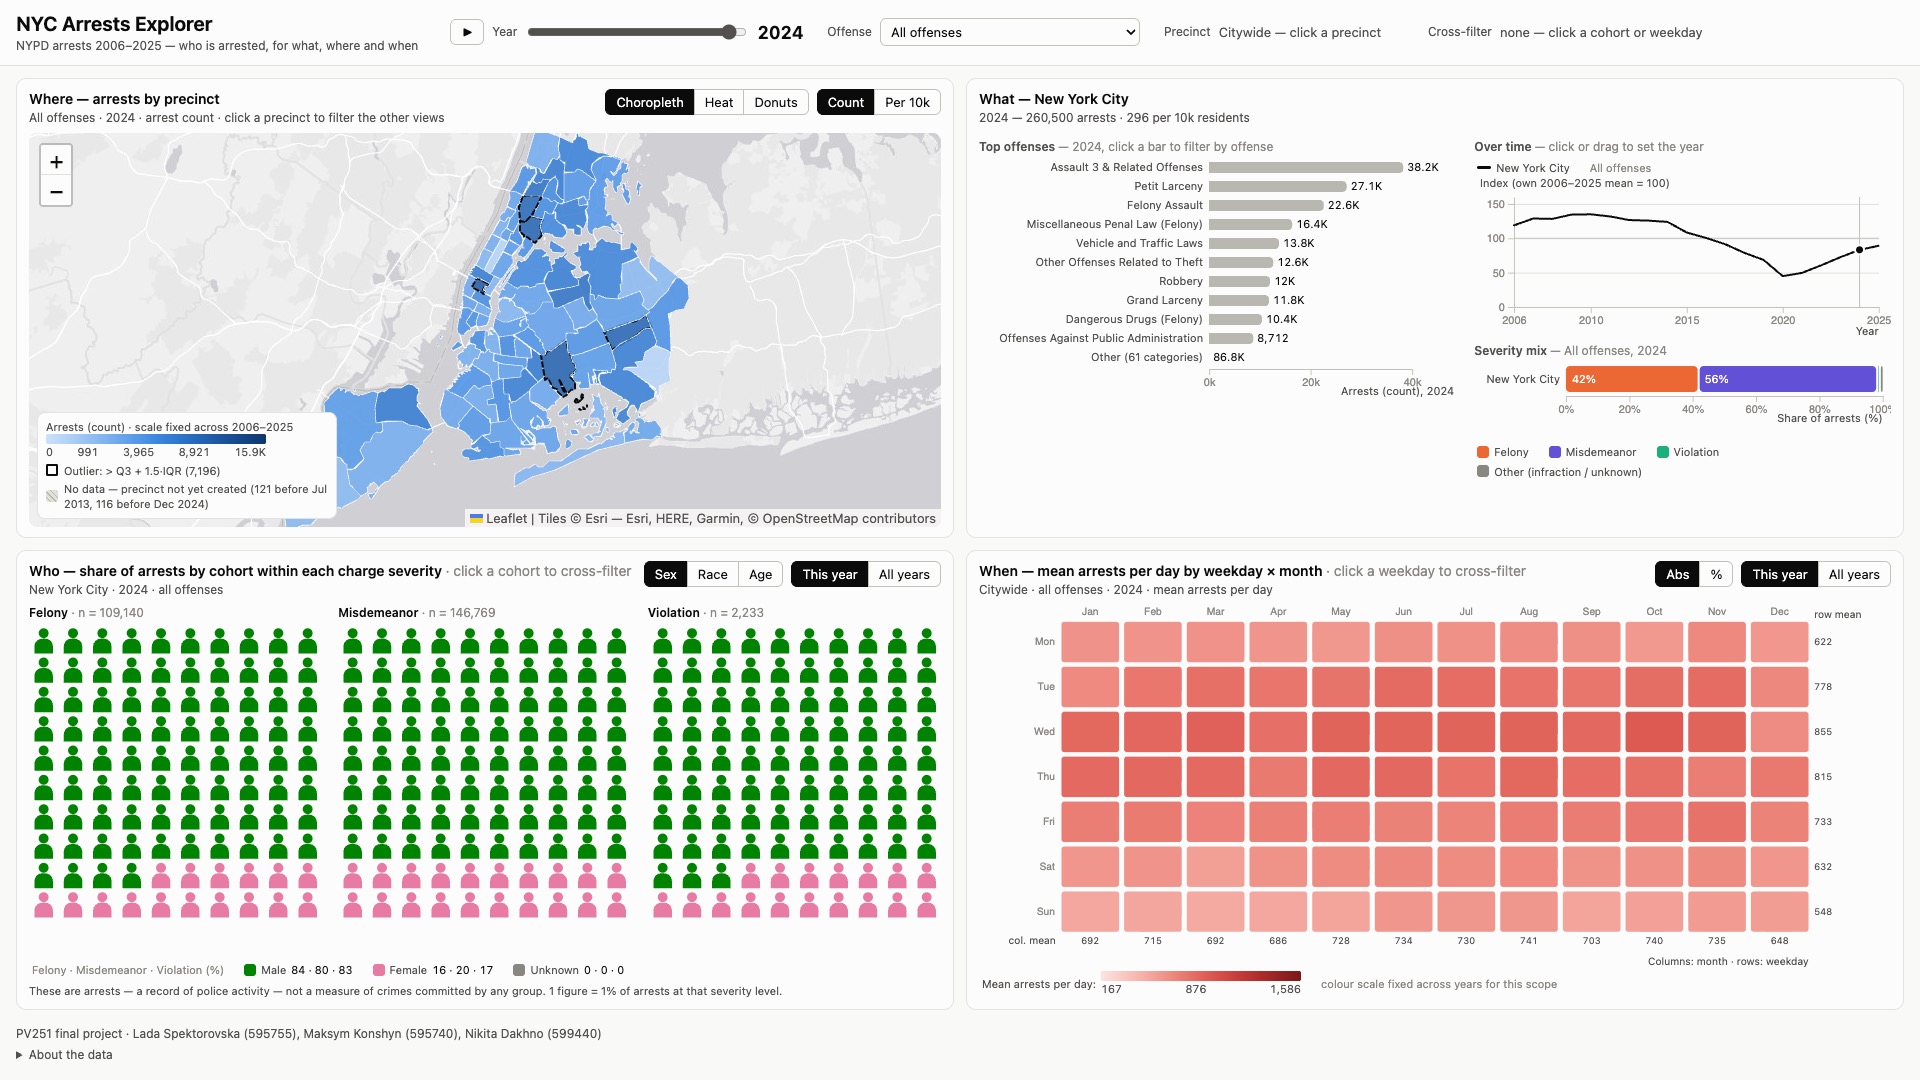 NYC Arrests Explorer
NYPD arrests 2006–2025 — who is arrested, for what, where and when
Year
2024
Offense
All offenses
Precinct Citywide — click a precinct
Cross-filter none — click a cohort or weekday
Where — arrests by precinct
All offenses · 2024 · arrest count · click a precinct to filter the other views
Choropleth Heat Donuts
Count Per 10k
+
−
Arrests (count) · scale fixed across 2006–2025
0 991 3,965 8,921 15.9K
Outlier: > Q3 + 1.5·IQR (7,196)
No data — precinct not yet created (121 before Jul
2013, 116 before Dec 2024)
Leaflet | Tiles © Esri — Esri, HERE, Garmin, © OpenStreetMap contributors
What — New York City
2024 — 260,500 arrests · 296 per 10k residents
Top offenses — 2024, click a bar to filter by offense
Assault 3 & Related Offenses 38.2K
Petit Larceny 27.1K
Felony Assault 22.6K
Miscellaneous Penal Law (Felony) 16.4K
Vehicle and Traffic Laws 13.8K
Other Offenses Related to Theft 12.6K
Robbery 12K
Grand Larceny 11.8K
Dangerous Drugs (Felony) 10.4K
Offenses Against Public Administration 8,712
Other (61 categories) 86.8K
0k 20k 40k
Arrests (count), 2024
Over time — click or drag to set the year
New York City All offenses
Index (own 2006–2025 mean = 100)
150
100
50
0
2006 2010 2015 2020 2025
Year
Severity mix — All offenses, 2024
New York City 42% 56%
0% 20% 40% 60% 80% 100%
Share of arrests (%)
Felony Misdemeanor Violation
Other (infraction / unknown)
Who — share of arrests by cohort within each charge severity · click a cohort to cross-filter
New York City · 2024 · all offenses
Sex Race Age
This year All years
Felony · n = 109,140
Misdemeanor · n = 146,769
Violation · n = 2,233
Felony · Misdemeanor · Violation (%) Male 84 · 80 · 83 Female 16 · 20 · 17 Unknown 0 · 0 · 0
These are arrests — a record of police activity — not a measure of crimes committed by any group. 1 figure = 1% of arrests at that severity level.
When — mean arrests per day by weekday × month · click a weekday to cross-filter
Citywide · all offenses · 2024 · mean arrests per day
Abs %
This year All years
Jan Feb Mar Apr May Jun Jul Aug Sep Oct Nov Dec row mean
Mon 622
Tue 778
Wed 855
Thu 815
Fri 733
Sat 632
Sun 548
col. mean 692 715 692 686 728 734 730 741 703 740 735 648
Columns: month · rows: weekday
Mean arrests per day: 167 876 1,586 colour scale fixed across years for this scope
PV251 final project · Lada Spektorovska (595755), Maksym Konshyn (595740), Nikita Dakhno (599440)
About the data